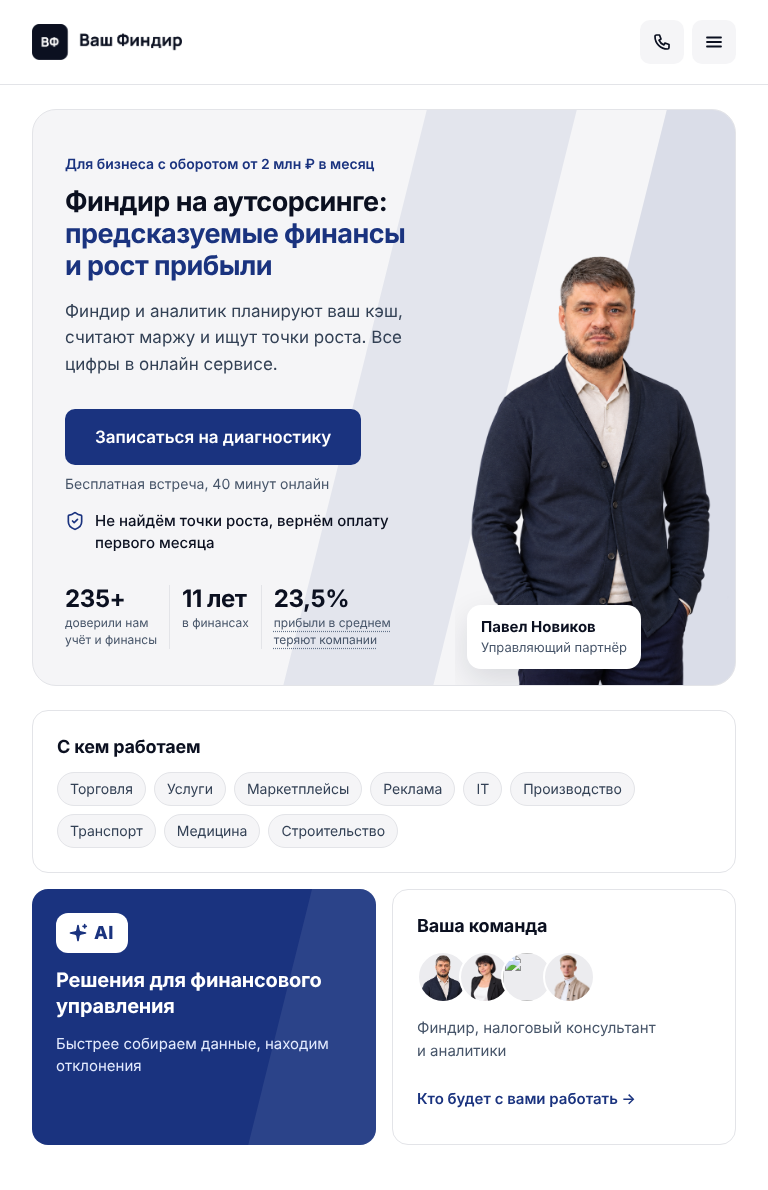 ВФ Ваш Финдир
Для бизнеса с оборотом от 2 млн ₽ в месяц
Финдир на аутсорсинге:
предсказуемые финансы
и рост прибыли
Финдир и аналитик планируют ваш кэш,
считают маржу и ищут точки роста. Все
цифры в онлайн сервисе.
Записаться на диагностику
Бесплатная встреча, 40 минут онлайн
Не найдём точки роста, вернём оплату
первого месяца
235+
доверили нам
учёт и финансы
11 лет
в финансах
23,5%
прибыли в среднем
теряют компании
Павел Новиков
Управляющий партнёр
С кем работаем
Торговля Услуги Маркетплейсы Реклама IT Производство
Транспорт Медицина Строительство
AI
Решения для финансового
управления
Быстрее собираем данные, находим
отклонения
Ваша команда
Финдир, налоговый консультант
и аналитики
Кто будет с вами работать →